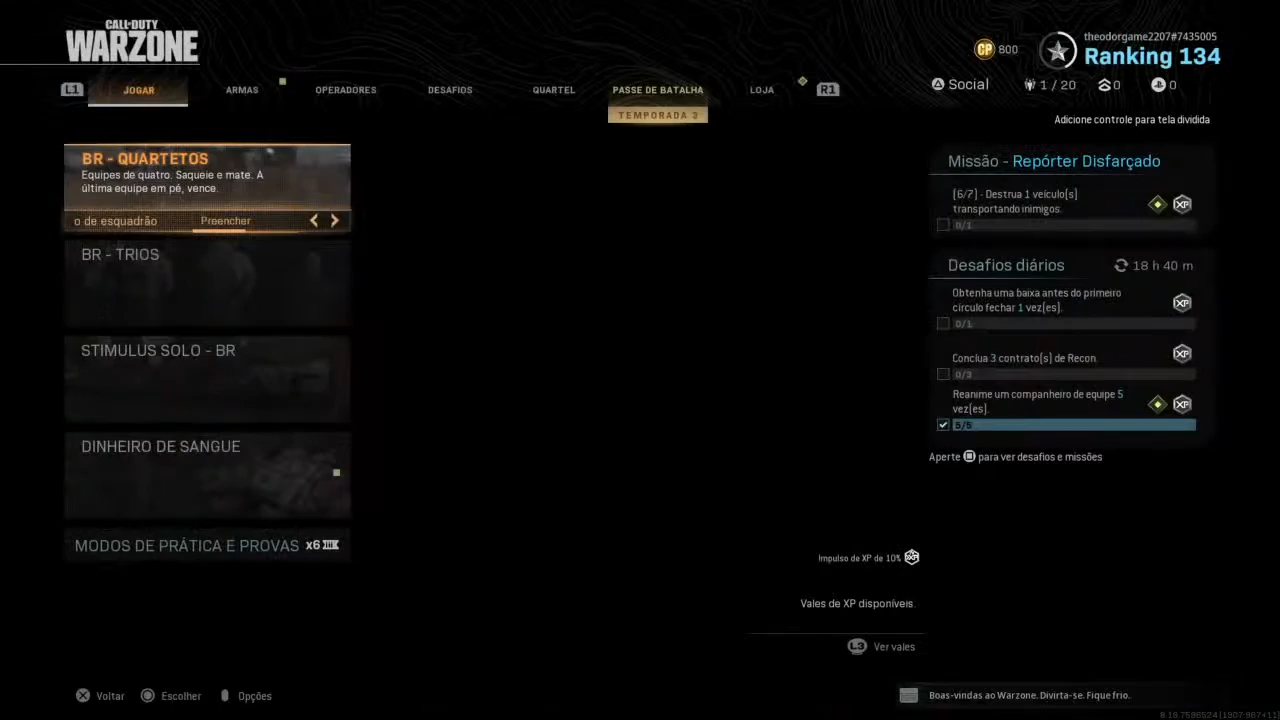 CALL OF DUTY
WARZONE
CP 800
theodorgame2207#7435005
Ranking 134
L1
JOGAR
ARMAS
OPERADORES
DESAFIOS
QUARTEL
PASSE DE BATALHA
LOJA
R1
Social
1 / 20
0
0
TEMPORADA 3
Adicione controle para tela dividida
BR - QUARTETOS
Equipes de quatro. Saqueie e mate. A
última equipe em pé, vence.
o de esquadrão
Preencher
BR - TRIOS
STIMULUS SOLO - BR
DINHEIRO DE SANGUE
MODOS DE PRÁTICA E PROVAS x6
Missão - Repórter Disfarçado
(6/7) - Destrua 1 veículo(s)
transportando inimigos.
XP
0/1
Desafios diários
18 h 40 m
Obtenha uma baixa antes do primeiro
círculo fechar 1 vez(es).
XP
0/1
Conclua 3 contrato(s) de Recon.
XP
0/3
Reanime um companheiro de equipe 5
vez(es).
XP
5/5
Aperte para ver desafios e missões
Impulso de XP de 10%
Vales de XP disponíveis.
L3 Ver vales
Voltar
Escolher
Opções
Boas-vindas ao Warzone. Divirta-se. Fique frio.